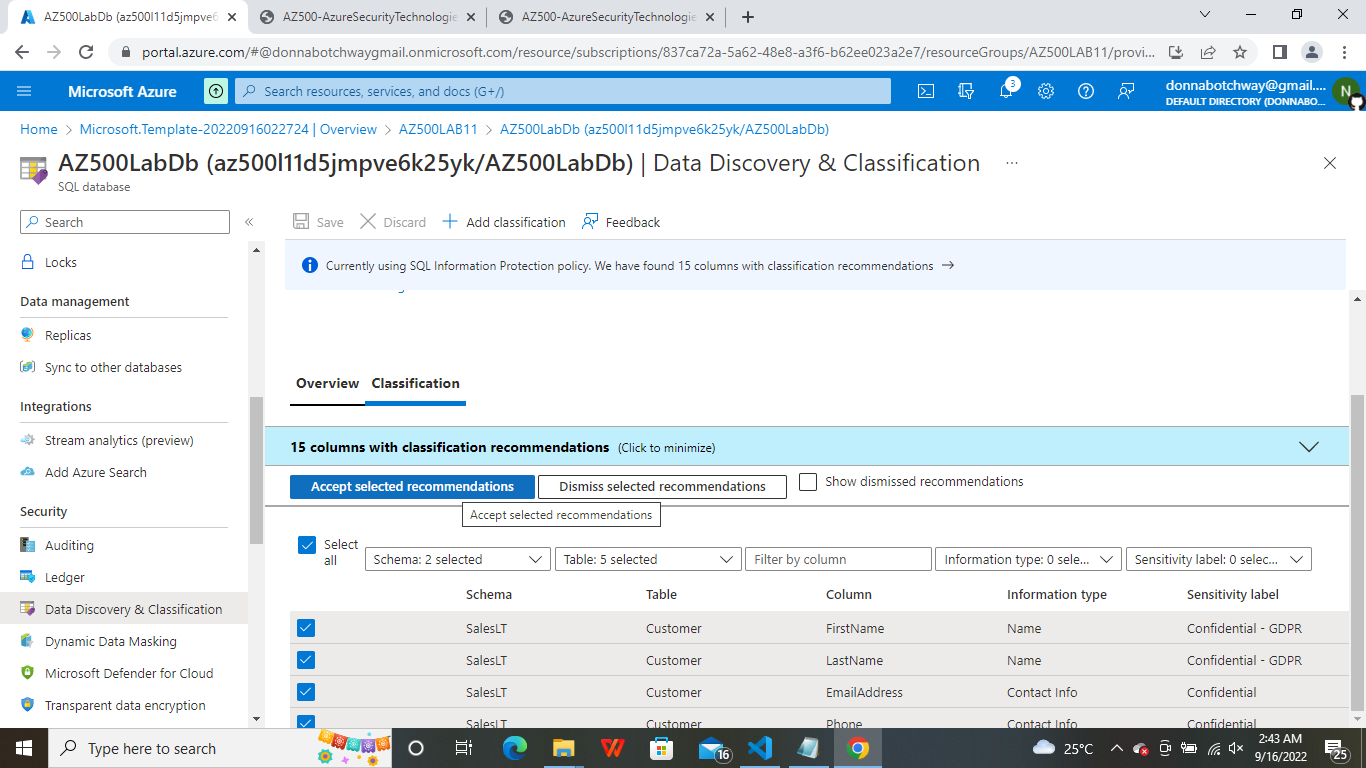 AZ500LabDb (az500l11d5jmpve6
AZ500-AzureSecurityTechnologie
AZ500-AzureSecurityTechnologie
portal.azure.com/#@donnabotchwaygmail.onmicrosoft.com/resource/subscriptions/837ca72a-5a62-48e8-a3f6-b62ee023a2e7/resourceGroups/AZ500LAB11/provi...
Microsoft Azure
Search resources, services, and docs (G+/)
3
donnabotchway@gmail....
DEFAULT DIRECTORY (DONNABO...
N
Home > Microsoft.Template-20220916022724 | Overview > AZ500LAB11 > AZ500LabDb (az500l11d5jmpve6k25yk/AZ500LabDb)
AZ500LabDb (az500l11d5jmpve6k25yk/AZ500LabDb) | Data Discovery & Classification ...
SQL database
Search
«
Save
Discard
Add classification
Feedback
Currently using SQL Information Protection policy. We have found 15 columns with classification recommendations →
Locks
Data management
Replicas
Sync to other databases
Integrations
Stream analytics (preview)
Add Azure Search
Security
Auditing
Ledger
Data Discovery & Classification
Dynamic Data Masking
Microsoft Defender for Cloud
Transparent data encryption
Overview Classification
15 columns with classification recommendations (Click to minimize)
Accept selected recommendations
Dismiss selected recommendations
Show dismissed recommendations
Accept selected recommendations
Select all
Schema: 2 selected
Table: 5 selected
Filter by column
Information type: 0 sele...
Sensitivity label: 0 selec...
Schema Table Column Information type Sensitivity label
SalesLT Customer FirstName Name Confidential - GDPR
SalesLT Customer LastName Name Confidential - GDPR
SalesLT Customer EmailAddress Contact Info Confidential
SalesLT Customer Phone Contact Info Confidential
Type here to search
16
25°C
2:43 AM
9/16/2022
25